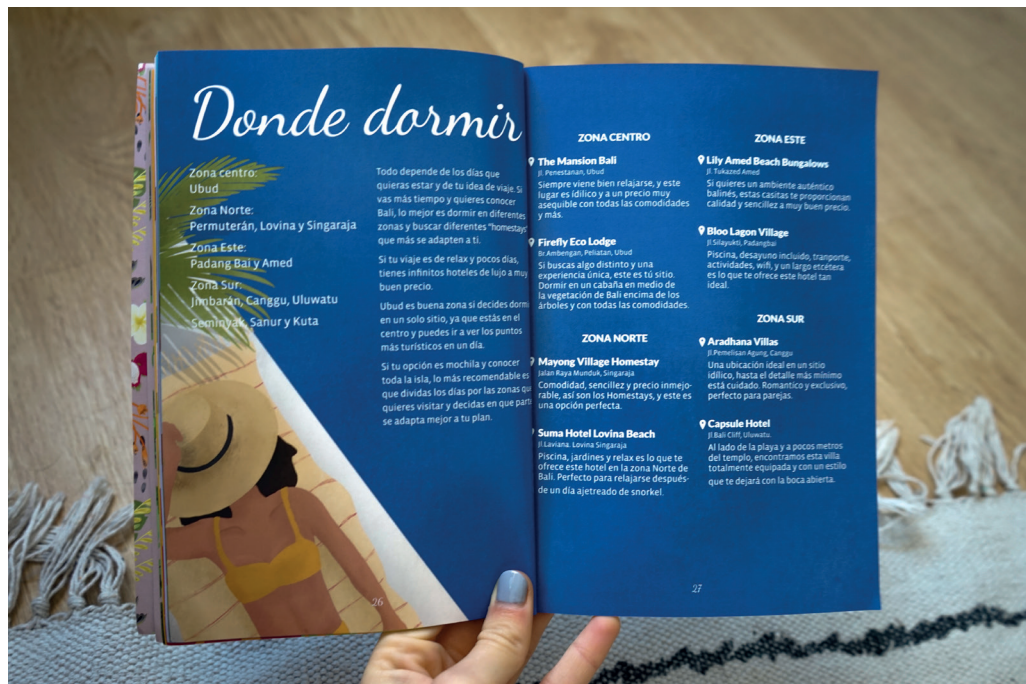 Donde dormir
Zona centro:
Ubud
Zona Norte:
Permuterán, Lovina y Singaraja
Zona Este:
Padang Bai y Amed
Zona Sur:
Jimbarán, Canggu, Uluwatu
Seminyak, Sanur y Kuta
Todo depende de los días que
quieras estar y de tu idea de viaje. Si
vas más tiempo y quieres conocer
Bali, lo mejor es dormir en diferentes
zonas y buscar diferentes "homestays"
que más se adapten a ti.
Si tu viaje es de relax y pocos días,
tienes infinitos hoteles de lujo a muy
buen precio.
Ubud es buena zona si decides
en un solo sitio, ya que estás en el
centro y puedes ir a ver los puntos
más turísticos en un día.
Si tu opción es mochila y conocer
toda la isla, lo más recomendable es
que dividas los días por las zonas que
quieres visitar y decidas en que
se adapta mejor a tu plan.
26
ZONA CENTRO
The Mansion Bali
Jl. Penestanan, Ubud
Siempre viene bien relajarse, y este
lugar es ídilico y a un precio muy
asequible con todas las comodidades
y más.
Firefly Eco Lodge
Br.Ambengan, Peliatan, Ubud
Si buscas algo distinto y una
experiencia única, este es tú sitio.
Dormir en un cabaña en medio de
la vegetación de Bali encima de los
árboles y con todas las comodidades.
ZONA NORTE
Mayong Village Homestay
Jalan Raya Munduk, Singaraja
Comodidad, sencillez y precio inmejo-
rable, así son los Homestays, y este es
una opción perfecta.
Suma Hotel Lovina Beach
Jl.Laviana. Lovina Singaraja
Piscina, jardines y relax es lo que te
ofrece este hotel en la zona Norte de
Bali. Perfecto para relajarse después-
de un día ajetreado de snorkel.
ZONA ESTE
Lily Amed Beach Bungalows
Jl. Tukazed Amed
Si quieres un ambiente auténtico
balinés, estas casitas te proporcionan
calidad y sencillez a muy buen precio.
Bloo Lagon Village
Jl.Silayukti, Padangbai
Piscina, desayuno incluido, tranporte,
actividades, wifi, y un largo etcétera
es lo que te ofrece este hotel tan
ideal.
ZONA SUR
Aradhana Villas
Jl.Pemelisan Agung, Canggu
Una ubicación ideal en un sitio
idílico, hasta el detalle más mínimo
está cuidado. Romantico y exclusivo,
perfecto para parejas.
Capsule Hotel
Jl.Bali Cliff, Uluwatu.
Al lado de la playa y a pocos metros
del templo, encontramos esta villa
totalmente equipada y con un estilo
que te dejará con la boca abierta.
27